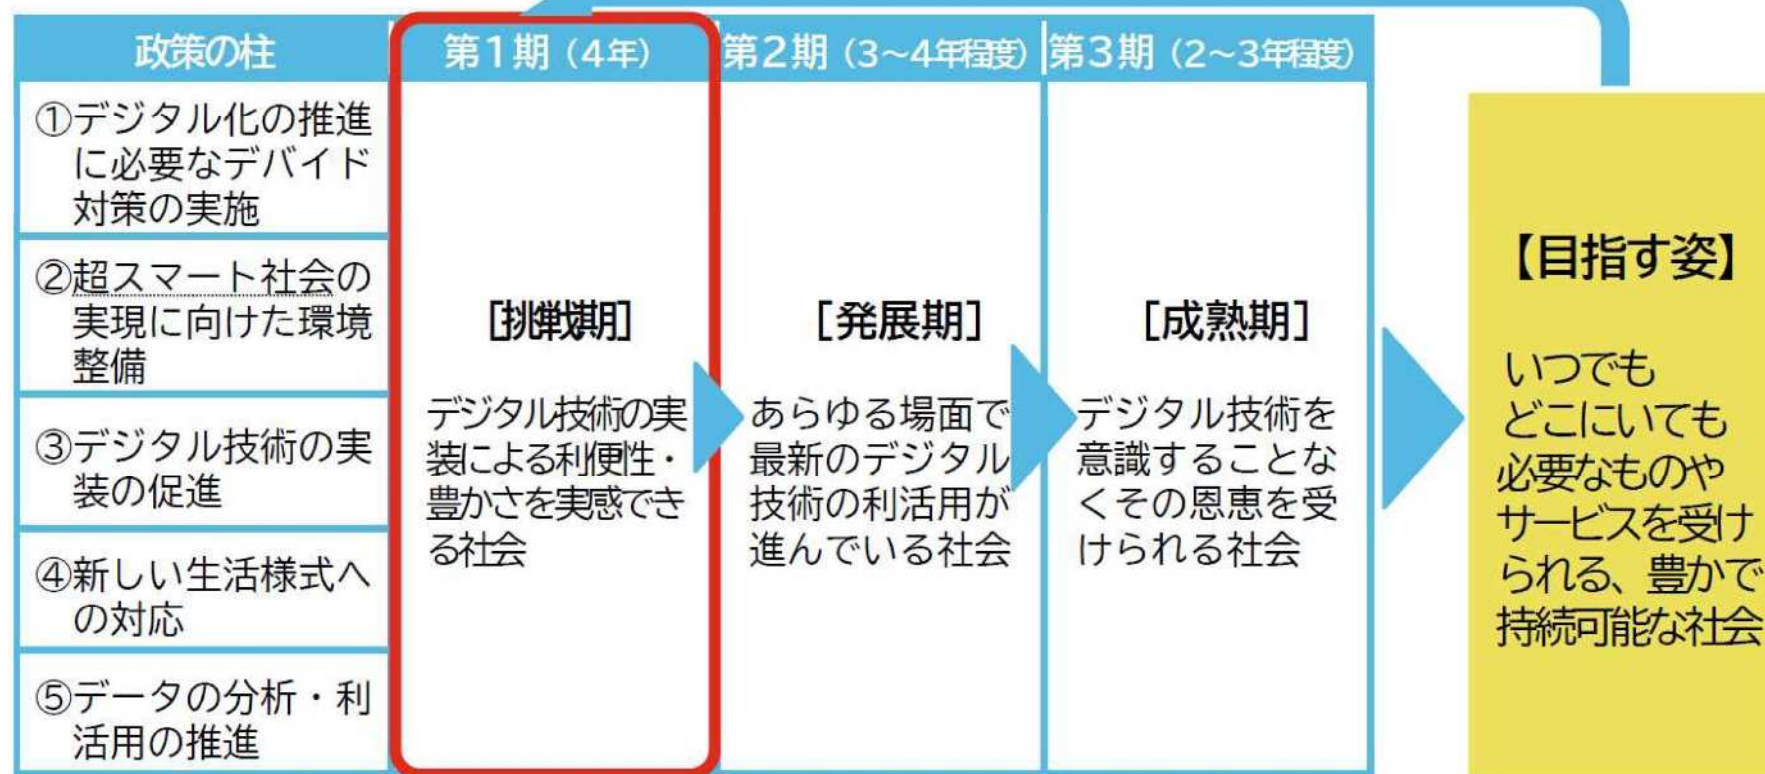 政策の柱
第1期（4年）
第2期（3～4年程度）
第3期（2～3年程度）
①デジタル化の推進
に必要なデバイド
対策の実施
②超スマート社会の
実現に向けた環境
整備
③デジタル技術の実
装の促進
④新しい生活様式へ
の対応
⑤データの分析・利
活用の推進
［挑戦期］
デジタル技術の実
装による利便性・
豊かさを実感でき
る社会
［発展期］
あらゆる場面で
最新のデジタル
技術の利活用が
進んでいる社会
［成熟期］
デジタル技術を
意識することな
くその恩恵を受
けられる社会
【目指す姿】
いつでも
どこにいても
必要なものや
サービスを受け
られる、豊かで
持続可能な社会